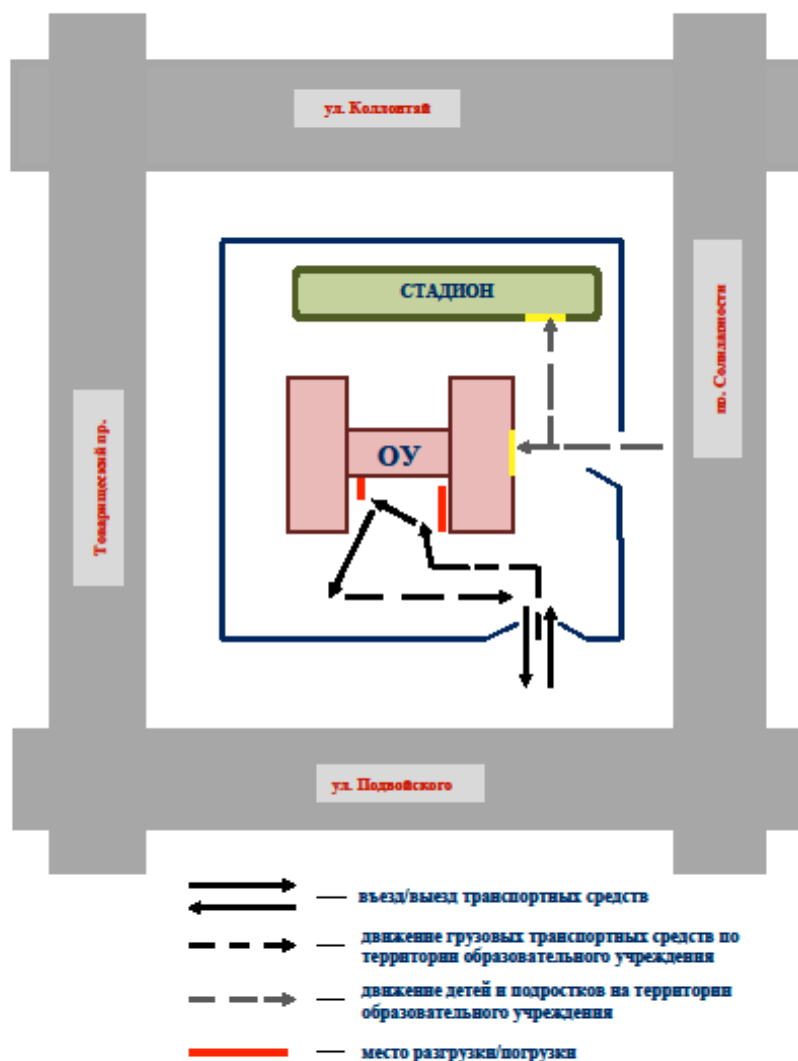 ул. Коллонтай
СТАДИОН
пр. Солидарности
Товарищеский пр.
ОУ
ул. Подвойского
— въезд/выезд транспортных средств
— движение грузовых транспортных средств по
территории образовательного учреждения
— движение детей и подростков на территории
образовательного учреждения
— место разгрузки/погрузки